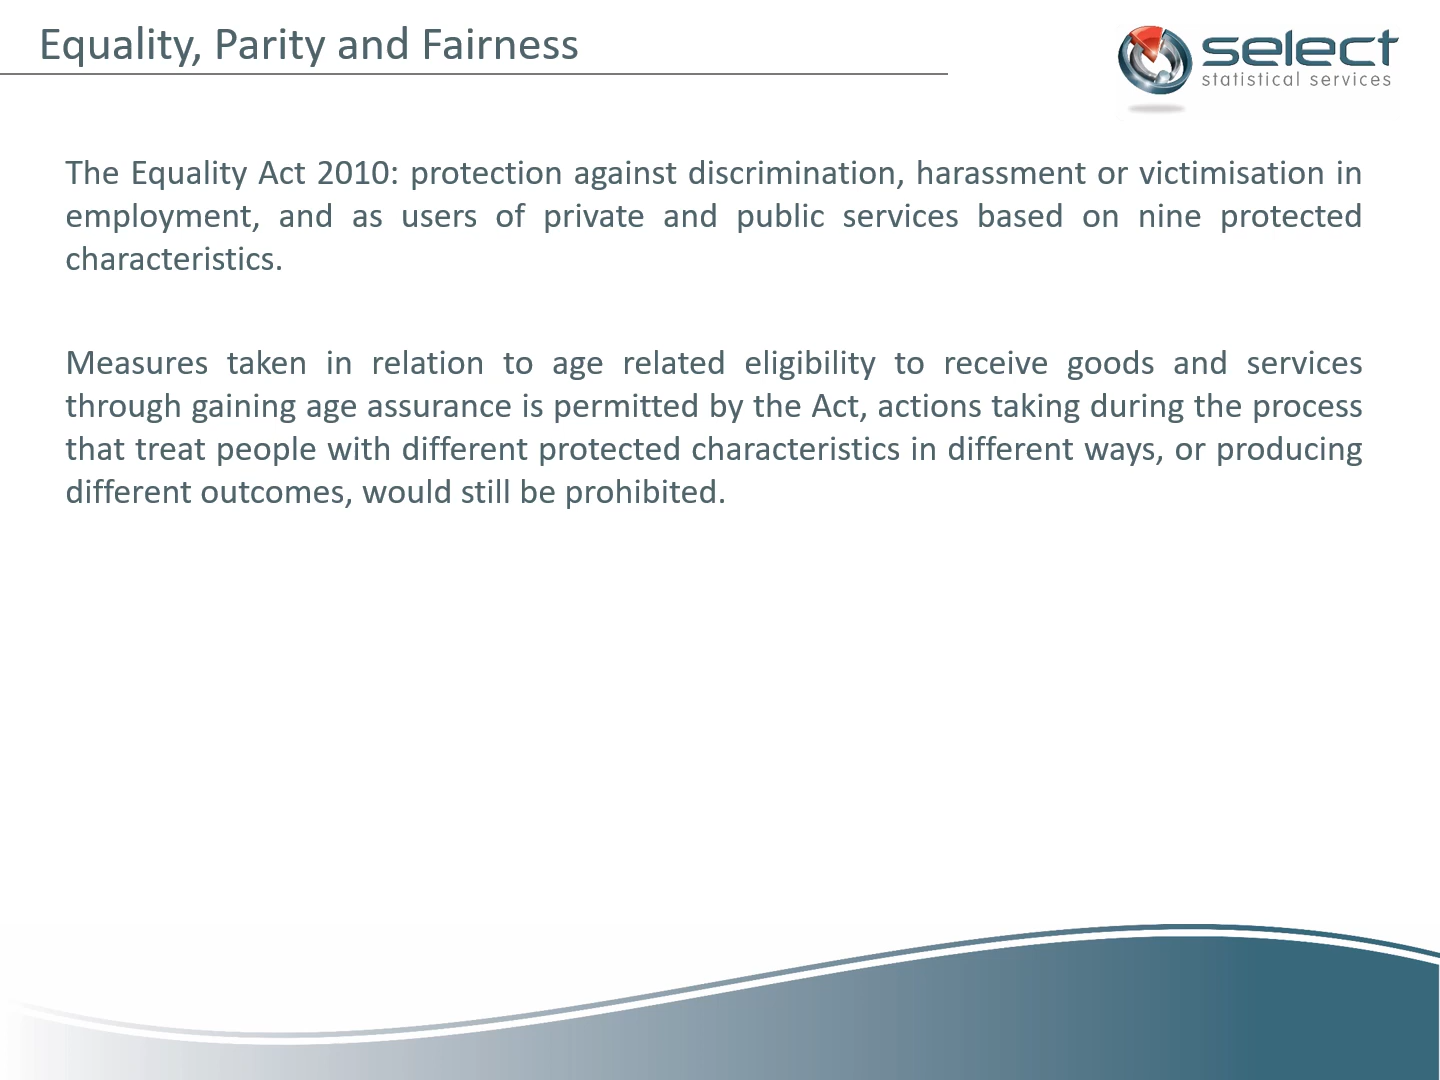 Equality, Parity and Fairness
select
statistical services
The Equality Act 2010: protection against discrimination, harassment or victimisation in
employment, and as users of private and public services based on nine protected
characteristics.
Measures taken in relation to age related eligibility to receive goods and services
through gaining age assurance is permitted by the Act, actions taking during the process
that treat people with different protected characteristics in different ways, or producing
different outcomes, would still be prohibited.